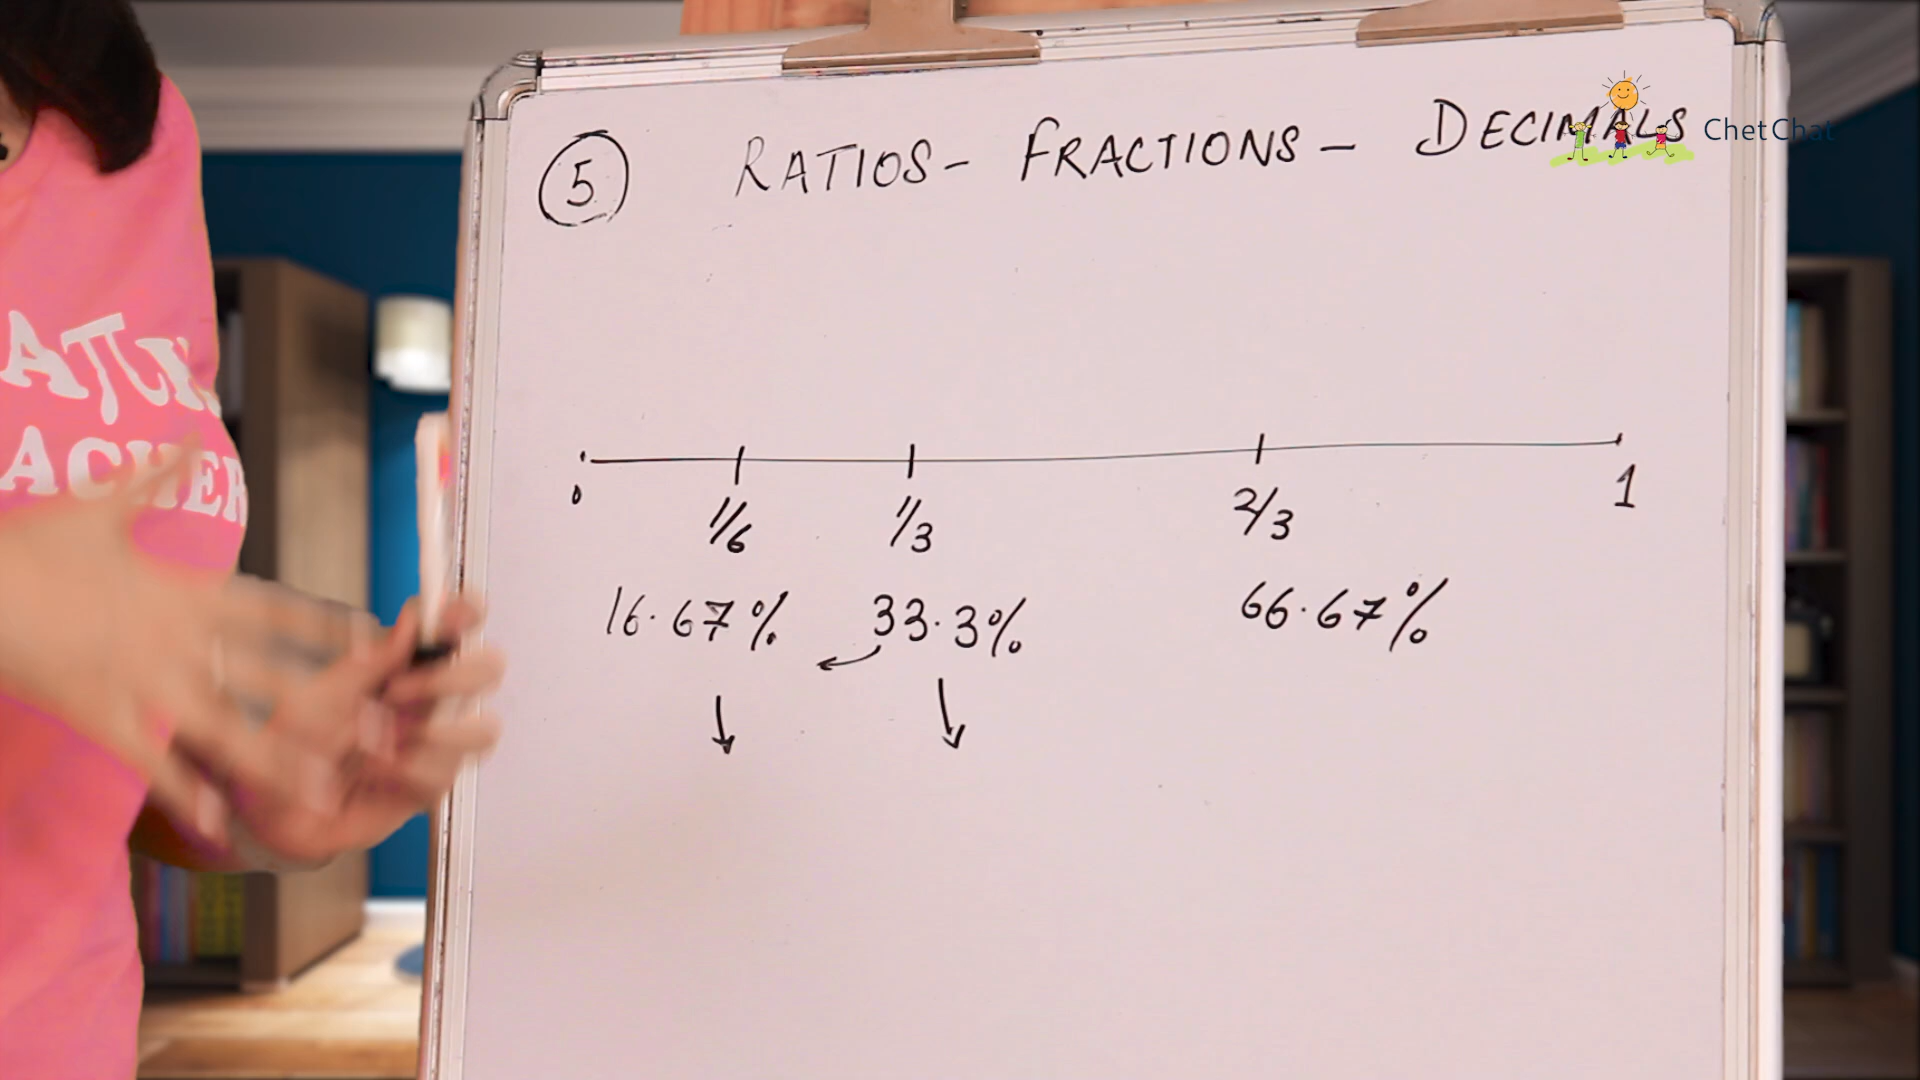 5 RATIOS - FRACTIONS - DECIMALS
ChetChat
0 1/6 1/3 2/3 1
16.67% 33.3% 66.67%